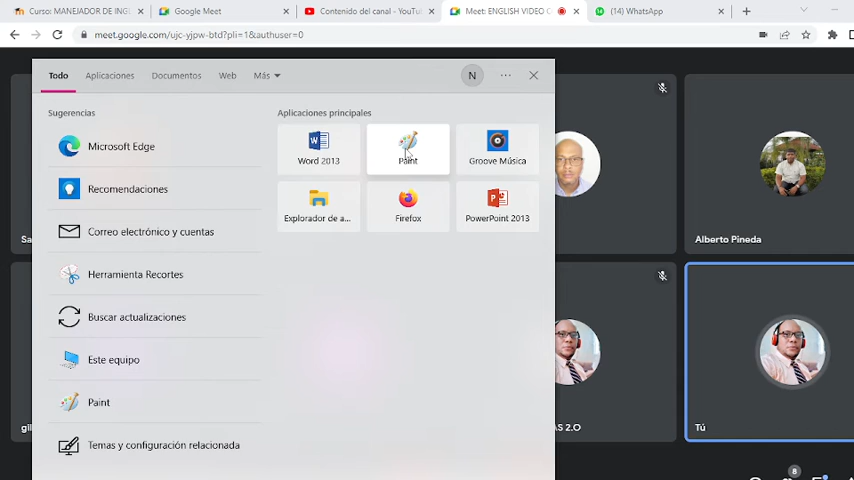 Curso: MANEJADOR DE ING
Google Meet
Contenido del canal - YouTu
Meet: ENGLISH VIDEO C
(14) WhatsApp
meet.google.com/ujc-yjpw-btd?pli=1&authuser=0
Todo Aplicaciones Documentos Web Más N
Sugerencias
Microsoft Edge
Recomendaciones
Correo electrónico y cuentas
Herramienta Recortes
Buscar actualizaciones
Este equipo
Paint
Temas y configuración relacionada
Aplicaciones principales
Word 2013
Paint
Groove Música
Explorador de a...
Firefox
PowerPoint 2013
Sa
Alberto Pineda
gil
AS 2.O
Tú
8